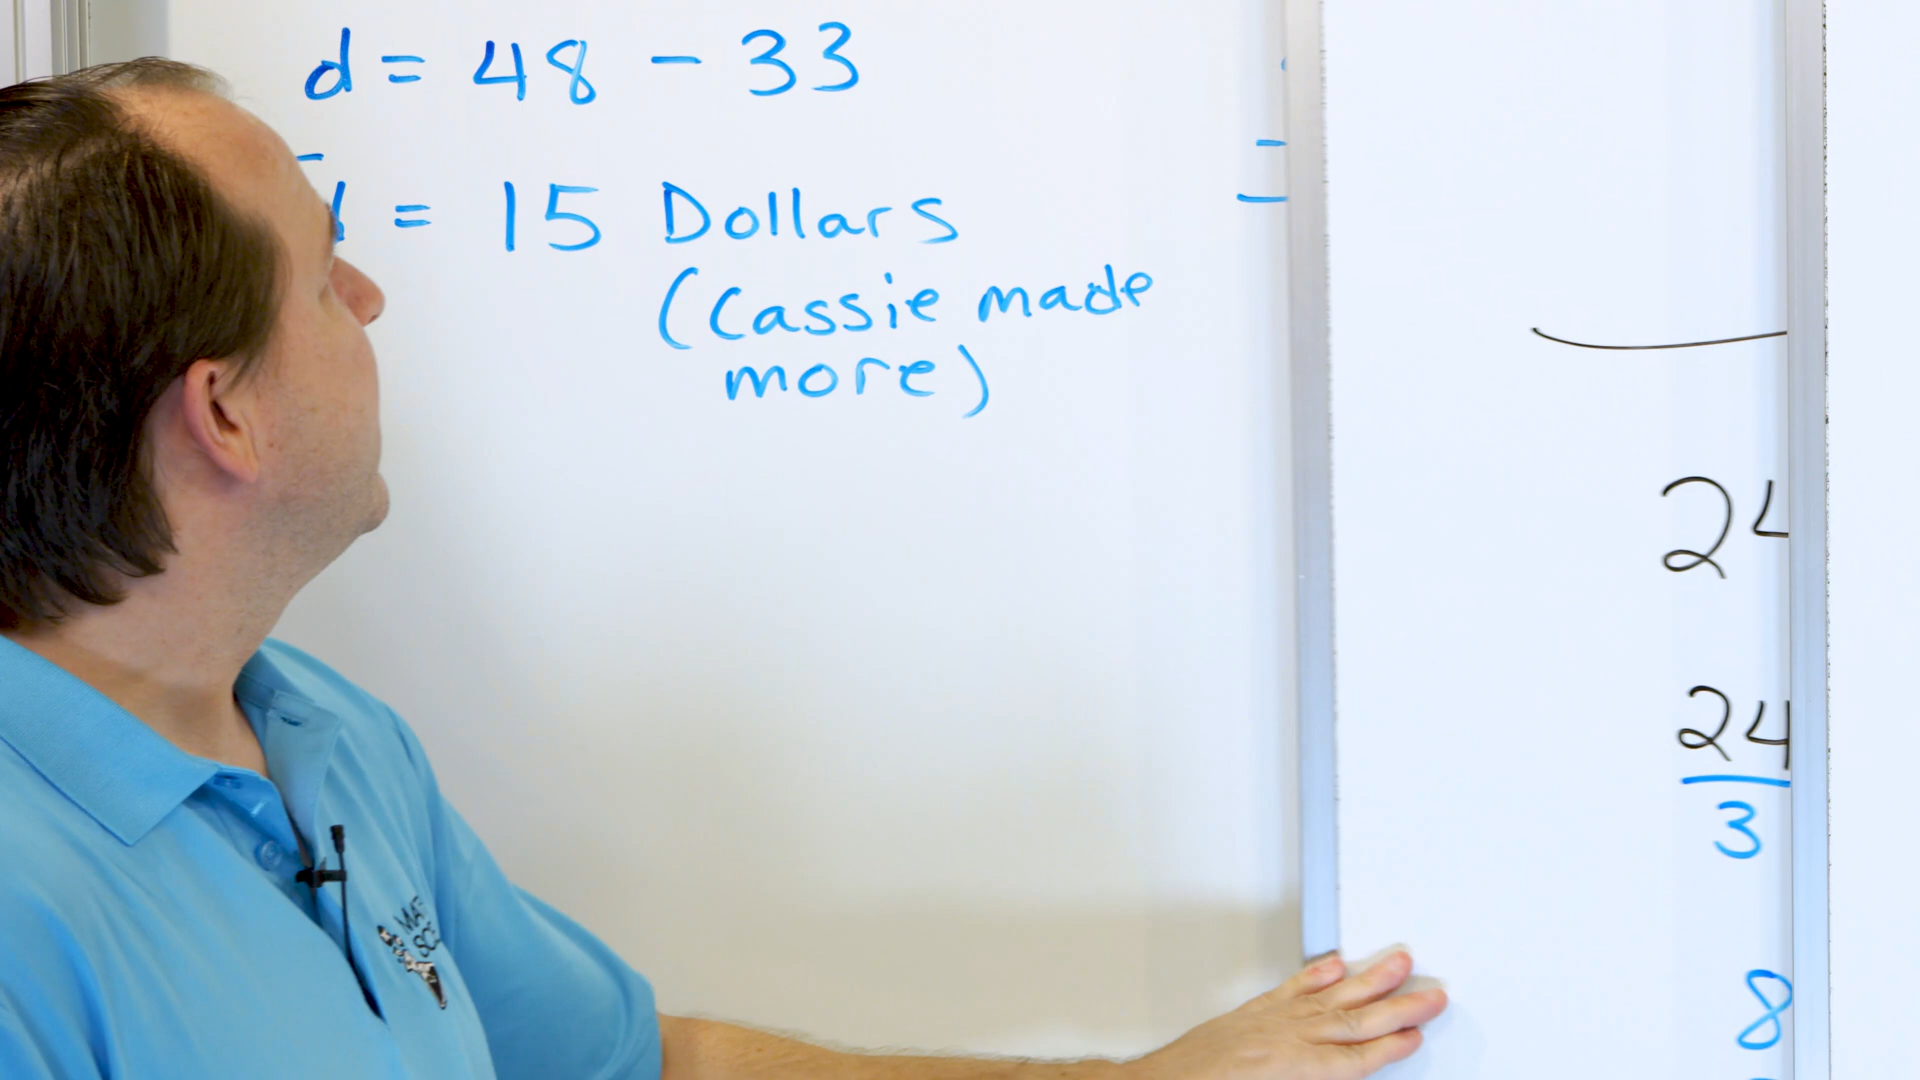 d = 48 - 33
= 15 Dollars
(Cassie made
more)
=
24
24
3
8